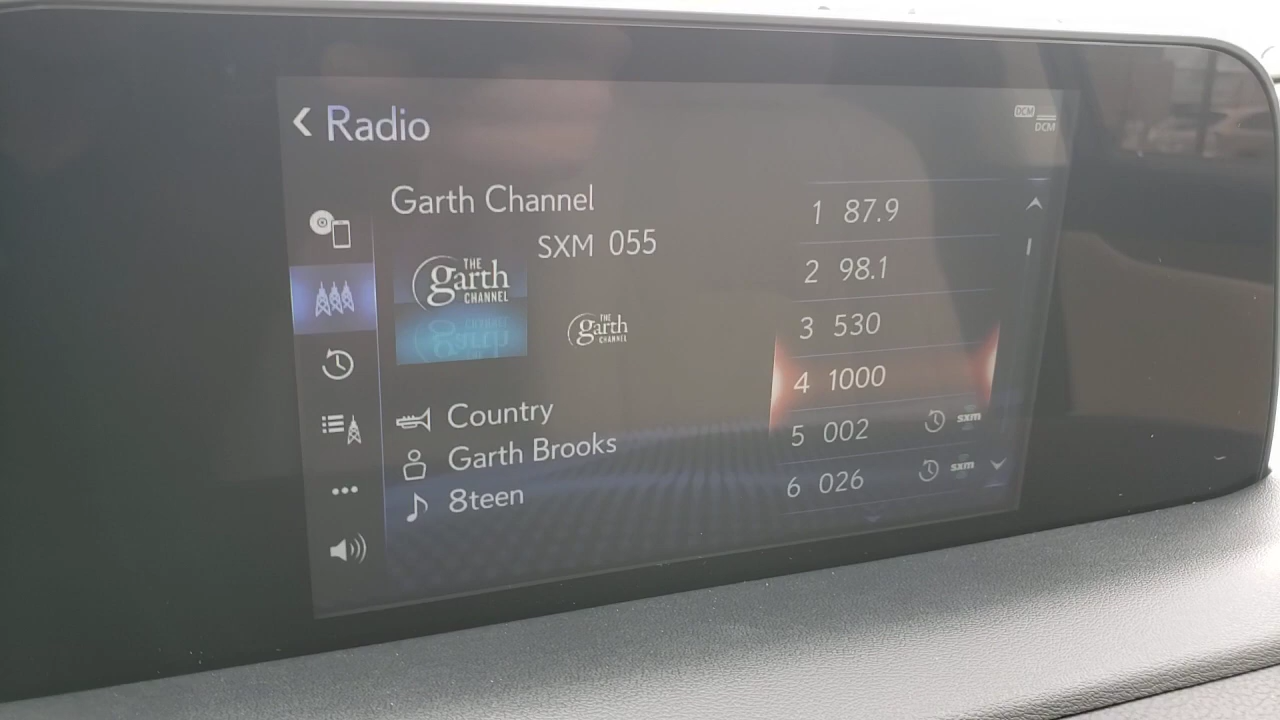 Radio
DCM
DCM
Garth Channel
SXM 055
THE
garth
CHANNEL
THE
garth
CHANNEL
Country
Garth Brooks
8teen
1 87.9
2 98.1
3 530
4 1000
5 002 sxm
6 026 sxm